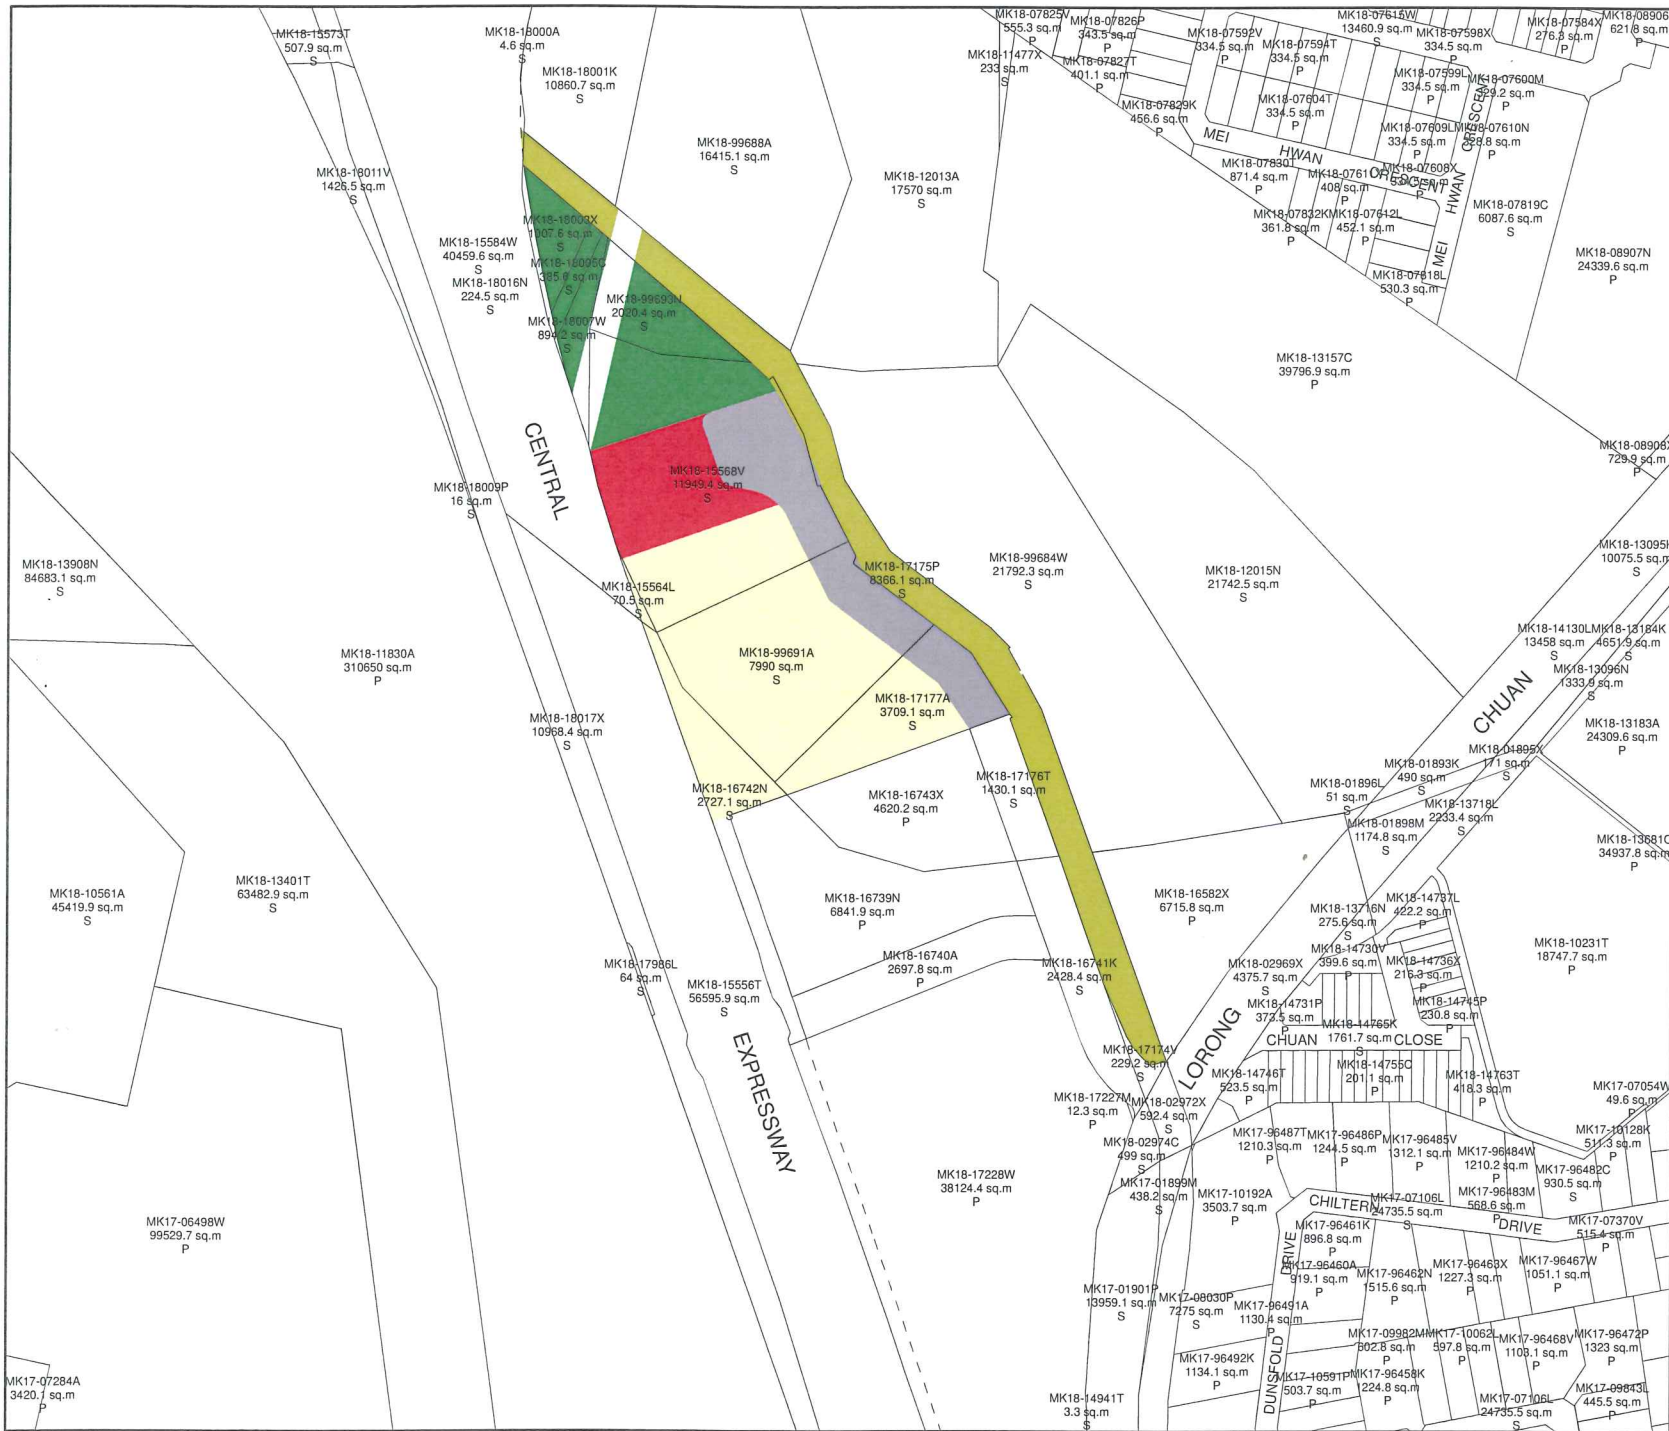 MK18-15573T
507.9 sq.m
S
MK18-18000A
4.6 sq.m
S
MK18-18001K
10860.7 sq.m
S
MK18-99688A
16415.1 sq.m
S
MK18-12013A
17570 sq.m
S
MK18-07825V
555.3 sq.m
P
MK18-07826P
343.5 sq.m
P
MK18-11477X
233 sq.m
S
MK18-07827T
401.1 sq.m
P
MK18-07829K
456.6 sq.m
P
MK18-07592V
334.5 sq.m
P
MK18-07594T
334.5 sq.m
P
MK18-07615W
13460.9 sq.m
S
MK18-07598X
334.5 sq.m
P
MK18-07584X
276.3 sq.m
P
MK18-08906
621.8 sq.m
P
MK18-07599L
334.5 sq.m
P
MK18-07600M
P
MK18-07604T
334.5 sq.m
P
MK18-07609L
334.5 sq.m
P
MK18-07610N
328.8 sq.m
P
MEI
HWAN
CRESCENT
MEI
HWAN
CRESCENT
871.4 sq.m
P
408 sq.m
P
MK18-07608X
P
MK18-07832K
361.8 sq.m
P
MK18-07612L
452.1 sq.m
P
MK18-07819C
6087.6 sq.m
S
MK18-07818L
530.3 sq.m
P
MK18-08907N
24339.6 sq.m
P
MK18-18011V
1426.5 sq.m
S
MK18-15584W
40459.6 sq.m
S
MK18-18016N
224.5 sq.m
S
MK18-18003X
1307.6 sq.m
S
MK18-18005C
S
MK18-18007W
894.2 sq.m
S
MK18-99693N
2020.4 sq.m
S
MK18-13157C
39796.9 sq.m
P
MK18-08908X
729.9 sq.m
P
CENTRAL
MK18-15568V
11949.4 sq.m
S
MK18-18009P
16 sq.m
S
MK18-13908N
84683.1 sq.m
S
MK18-15564L
70.5 sq.m
S
MK18-17175P
8366.1 sq.m
S
MK18-99684W
21792.3 sq.m
S
MK18-12015N
21742.5 sq.m
S
MK18-13095
10075.5 sq.m
S
MK18-11830A
310650 sq.m
P
MK18-99691A
7990 sq.m
S
MK18-17177A
3709.1 sq.m
S
MK18-14130L
13458 sq.m
S
MK18-13184K
4651.9 sq.m
S
MK18-13096N
1333.9 sq.m
S
CHUAN
MK18-13183A
24309.6 sq.m
P
MK18-18017X
10968.4 sq.m
S
MK18-16742N
2727.1 sq.m
S
MK18-16743X
4620.2 sq.m
P
MK18-17176T
1430.1 sq.m
S
MK18-01895X
171 sq.m
S
MK18-01893K
490 sq.m
S
MK18-01896L
51 sq.m
S
MK18-13718L
2233.4 sq.m
S
MK18-01898M
1174.8 sq.m
S
MK18-13681C
34937.8 sq.m
P
MK18-10561A
45419.9 sq.m
S
MK18-13401T
63482.9 sq.m
S
MK18-16739N
6841.9 sq.m
P
MK18-16582X
6715.8 sq.m
P
MK18-13716N
275.6 sq.m
S
MK18-14737L
422.2 sq.m
P
MK18-14730V
399.6 sq.m
P
MK18-14736X
216.3 sq.m
P
MK18-10231T
18747.7 sq.m
P
MK18-17986L
64 sq.m
S
MK18-15556T
56595.9 sq.m
S
MK18-16740A
2697.8 sq.m
P
MK18-16741K
2428.4 sq.m
S
MK18-02969X
4375.7 sq.m
S
MK18-14731P
373.5 sq.m
P
MK18-14745P
230.8 sq.m
P
MK18-14765K
1761.7 sq.m
S
CHUAN CLOSE
LORONG
EXPRESSWAY
MK18-17174V
229.2 sq.m
S
MK18-14746T
523.5 sq.m
P
MK18-14755C
201.1 sq.m
P
MK18-14763T
418.3 sq.m
P
MK17-07054W
49.6 sq.m
P
MK18-17227M
12.3 sq.m
P
MK18-02972X
592.4 sq.m
S
MK18-02974C
499 sq.m
S
MK17-96487T
1210.3 sq.m
P
MK17-96486P
1244.5 sq.m
P
MK17-96485V
1312.1 sq.m
P
MK17-96484W
1210.2 sq.m
P
MK17-10128K
511.3 sq.m
P
MK17-96482C
930.5 sq.m
S
MK18-17228W
38124.4 sq.m
P
MK17-01899M
438.2 sq.m
S
MK17-10192A
3503.7 sq.m
P
CHILTERN
DRIVE
MK17-07106L
24735.5 sq.m
S
MK17-96483M
568.6 sq.m
P
MK17-07370V
515.4 sq.m
P
MK17-06498W
99529.7 sq.m
P
MK17-96461K
896.8 sq.m
P
MK17-96460A
919.1 sq.m
P
MK17-96462N
1515.6 sq.m
P
MK17-96463X
1227.3 sq.m
P
MK17-96467W
1051.1 sq.m
P
MK17-01901P
13959.1 sq.m
S
MK17-08030P
7275 sq.m
S
MK17-96491A
1130.4 sq.m
P
DUNSFOLD
DRIVE
602.8 sq.m
P
MK17-10062L
597.8 sq.m
P
MK17-96468V
1103.1 sq.m
P
MK17-96472P
1323 sq.m
P
MK17-96492K
1134.1 sq.m
P
MK17-10591P
503.7 sq.m
P
MK17-96458K
1224.8 sq.m
P
MK17-07106L
24735.5 sq.m
S
MK17-09843L
445.5 sq.m
P
MK17-07284A
3420.1 sq.m
P
MK18-14941T
3.3 sq.m
S